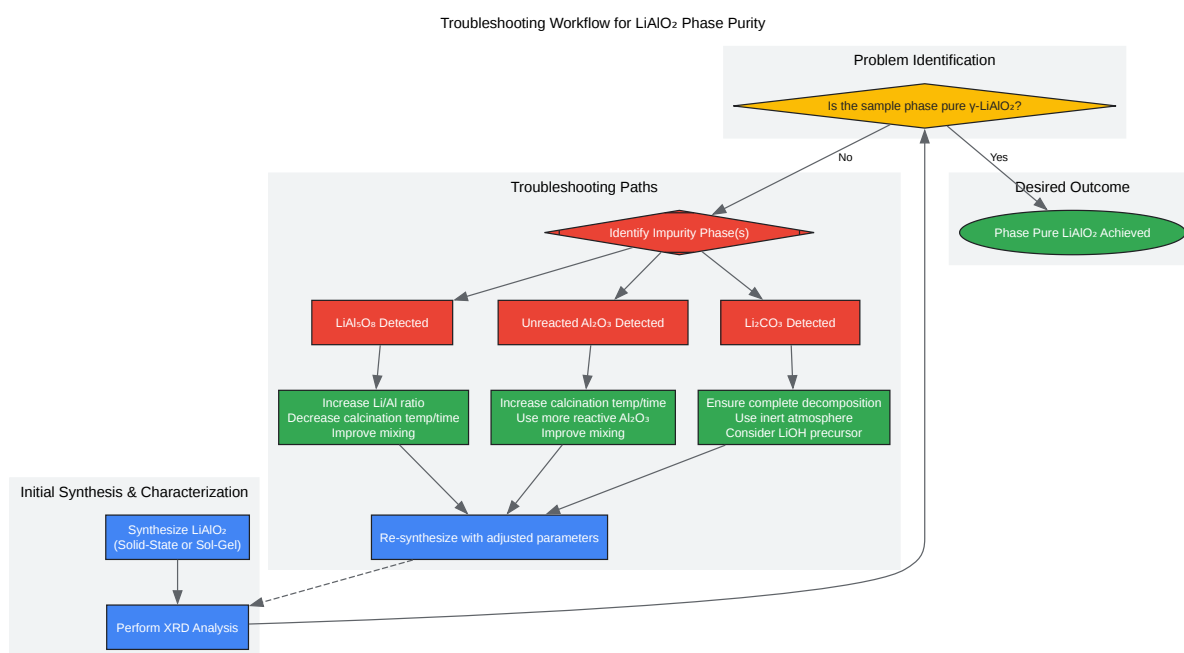 Troubleshooting Workflow for LiAlO₂ Phase Purity
Problem Identification
Is the sample phase pure γ-LiAlO₂?
No
Yes
Troubleshooting Paths
Desired Outcome
Identify Impurity Phase(s)
Phase Pure LiAlO₂ Achieved
LiAl₅O₈ Detected
Unreacted Al₂O₃ Detected
Li₂CO₃ Detected
Increase Li/Al ratio
Decrease calcination temp/time
Improve mixing
Increase calcination temp/time
Use more reactive Al₂O₃
Improve mixing
Ensure complete decomposition
Use inert atmosphere
Consider LiOH precursor
Initial Synthesis & Characterization
Synthesize LiAlO₂
(Solid-State or Sol-Gel)
Re-synthesize with adjusted parameters
Perform XRD Analysis